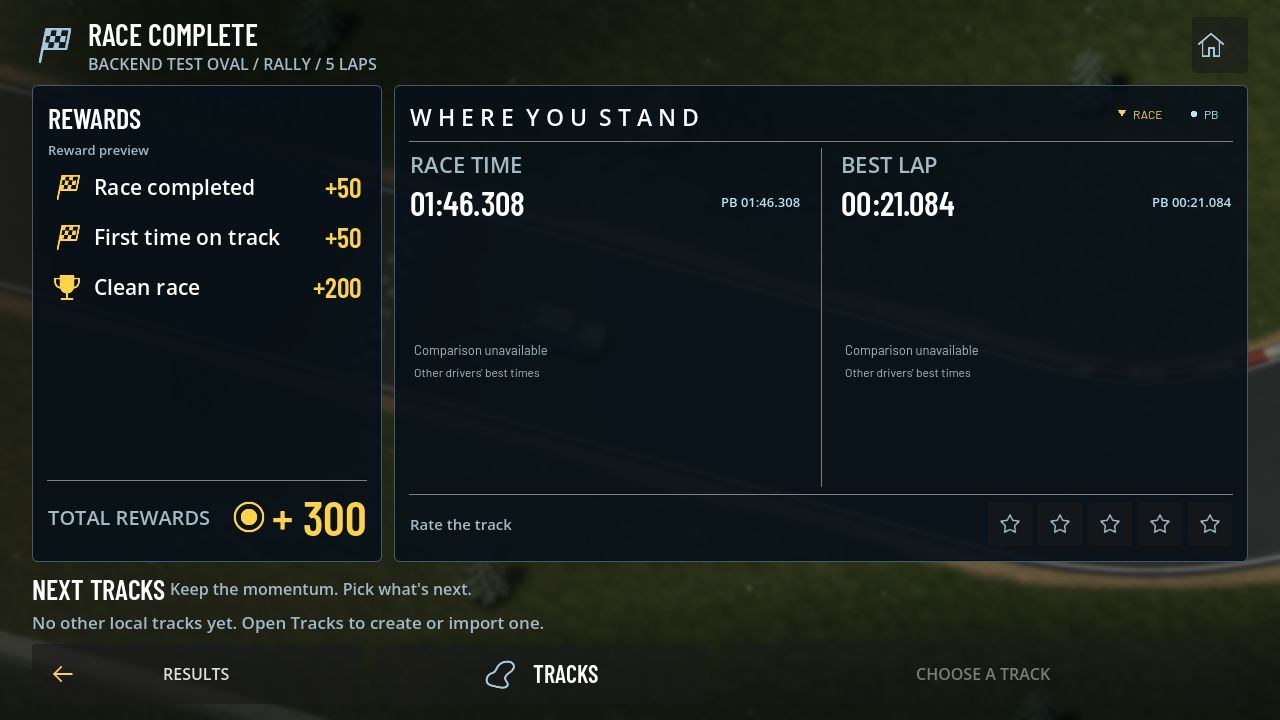 RACE COMPLETE
BACKEND TEST OVAL / RALLY / 5 LAPS
REWARDS
Reward preview
Race completed +50
First time on track +50
Clean race +200
TOTAL REWARDS + 300
WHERE YOU STAND
RACE PB
RACE TIME
01:46.308 PB 01:46.308
Comparison unavailable
Other drivers' best times
BEST LAP
00:21.084 PB 00:21.084
Comparison unavailable
Other drivers' best times
Rate the track
NEXT TRACKS Keep the momentum. Pick what's next.
No other local tracks yet. Open Tracks to create or import one.
RESULTS TRACKS CHOOSE A TRACK